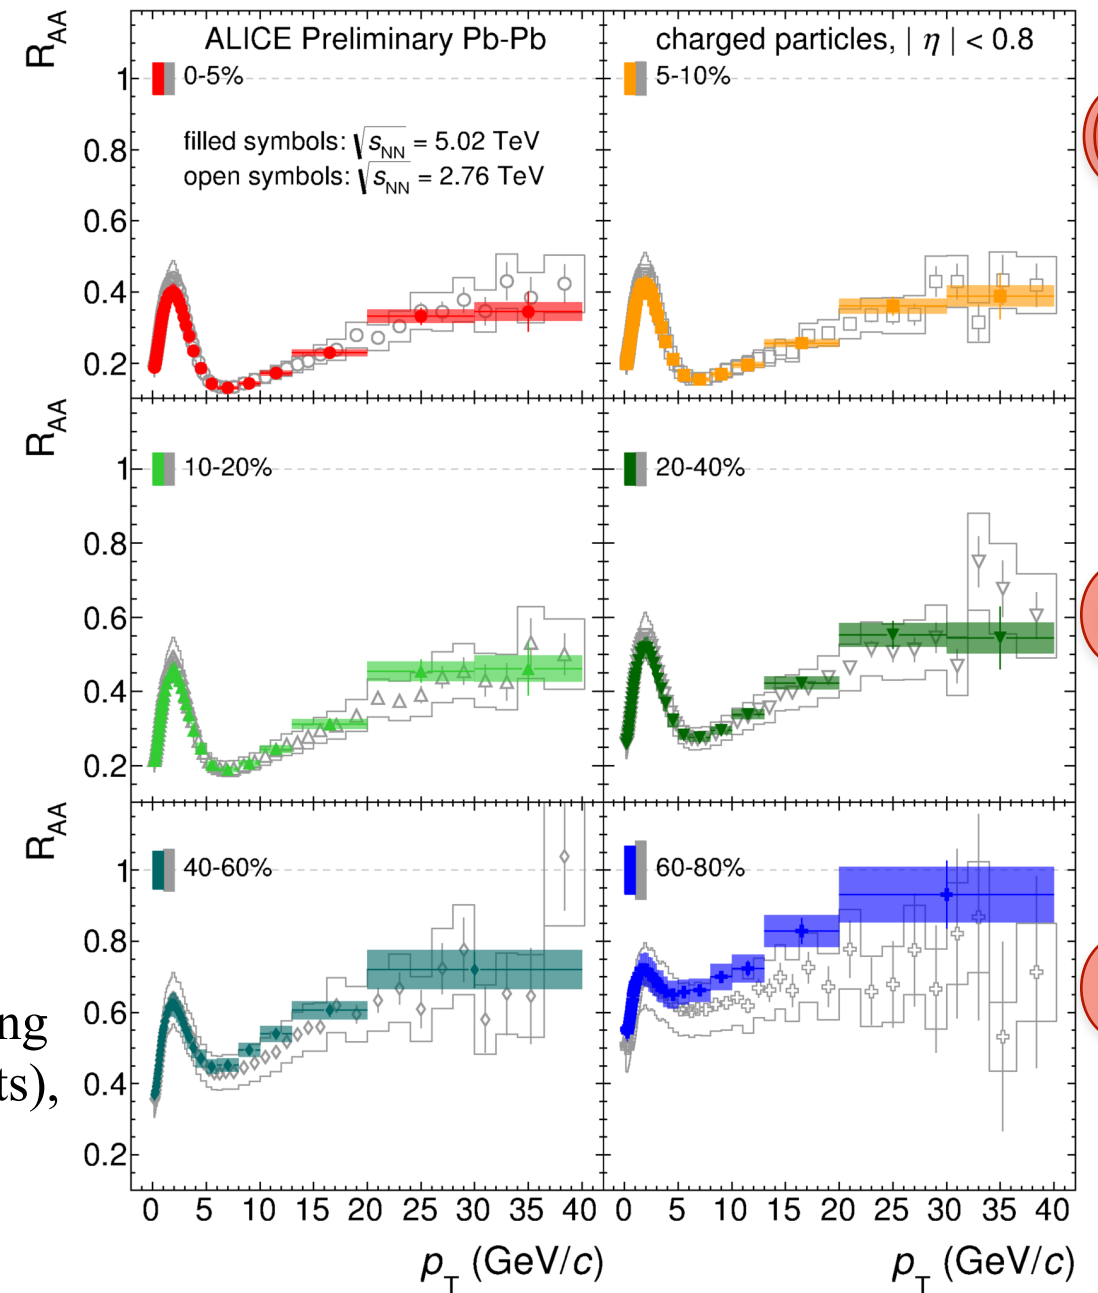 ALICE Preliminary Pb-Pb
charged particles, | η | < 0.8
R_AA
1
0-5%
5-10%
filled symbols: √s_NN = 5.02 TeV
open symbols: √s_NN = 2.76 TeV
0.8
0.6
0.4
0.2
R_AA
1
10-20%
20-40%
0.8
0.6
0.4
0.2
R_AA
1
40-60%
60-80%
0.8
0.6
0.4
0.2
ng
ts),
0 5 10 15 20 25 30 35 40
0 5 10 15 20 25 30 35 40
p_T (GeV/c)
p_T (GeV/c)